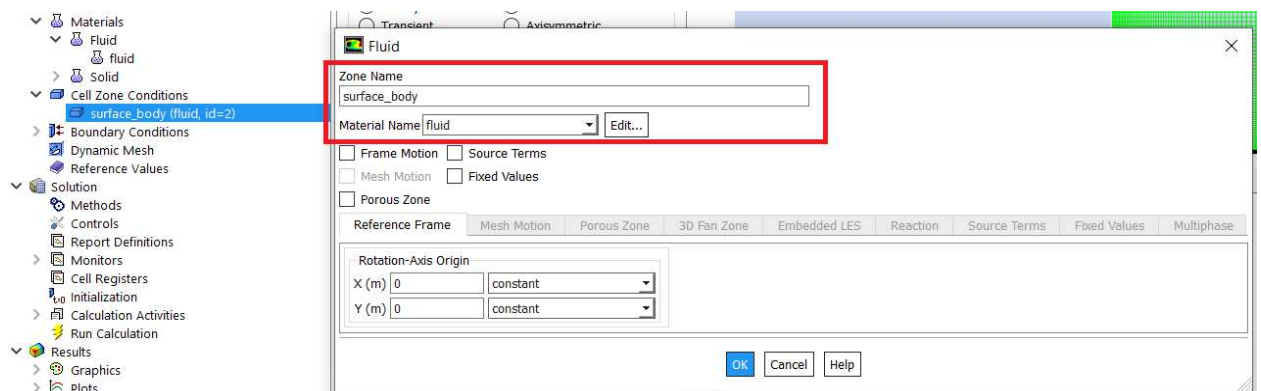 Materials
Fluid
fluid
Solid
Cell Zone Conditions
surface_body (fluid, id=2)
Boundary Conditions
Dynamic Mesh
Reference Values
Solution
Methods
Controls
Report Definitions
Monitors
Cell Registers
Initialization
Calculation Activities
Run Calculation
Results
Graphics
Plots
Transient Axisymmetric
Fluid
Zone Name
surface_body
Material Name fluid Edit...
Frame Motion Source Terms
Mesh Motion Fixed Values
Porous Zone
Reference Frame Mesh Motion Porous Zone 3D Fan Zone Embedded LES Reaction Source Terms Fixed Values Multiphase
Rotation-Axis Origin
X (m) 0 constant
Y (m) 0 constant
OK Cancel Help